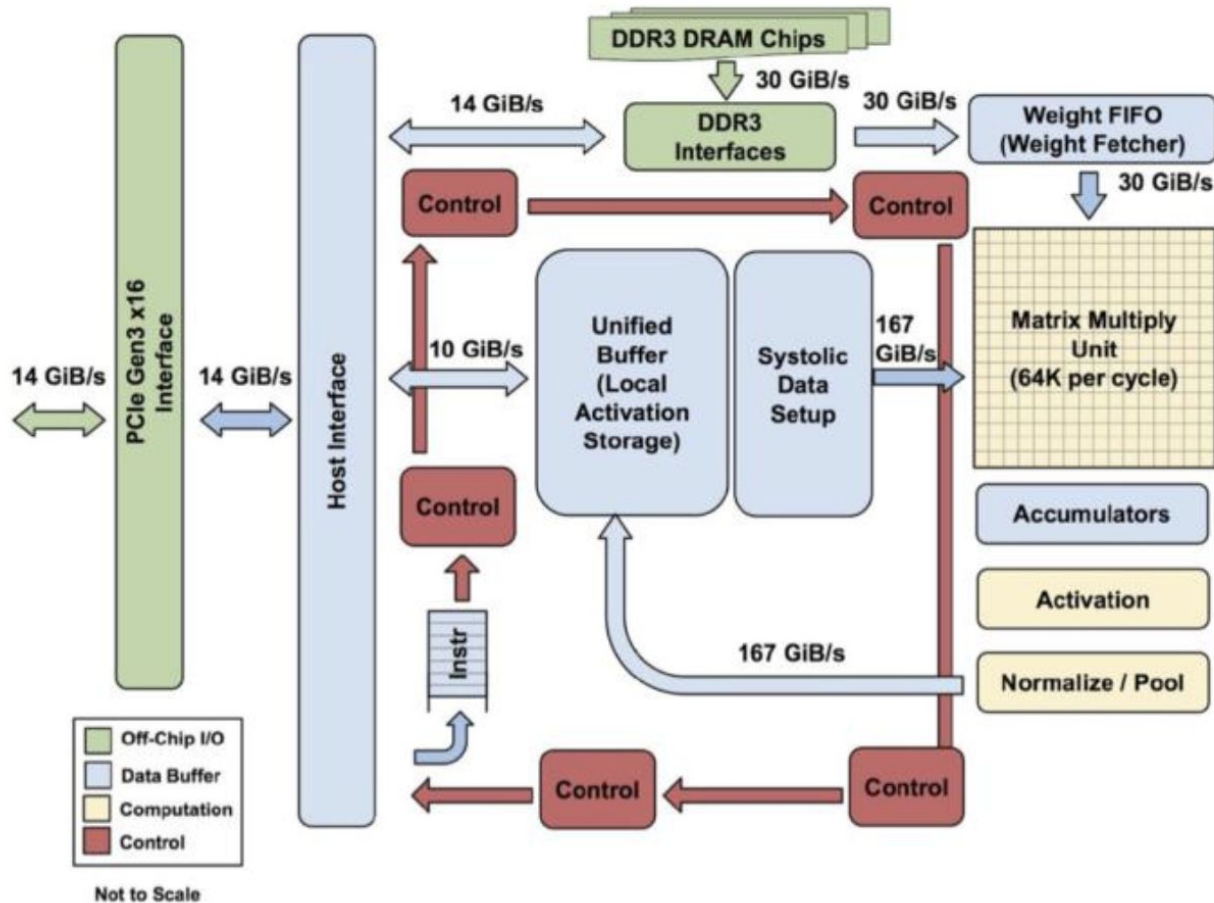 DDR3 DRAM Chips
30 GiB/s
14 GiB/s
DDR3
Interfaces
30 GiB/s
Weight FIFO
(Weight Fetcher)
30 GiB/s
Control
Control
PCIe Gen3 x16
Interface
Host Interface
14 GiB/s
14 GiB/s
10 GiB/s
Unified
Buffer
(Local
Activation
Storage)
Systolic
Data
Setup
167
GiB/s
Matrix Multiply
Unit
(64K per cycle)
Control
Accumulators
Activation
Instr
167 GiB/s
Normalize / Pool
Control
Control
Off-Chip I/O
Data Buffer
Computation
Control
Not to Scale